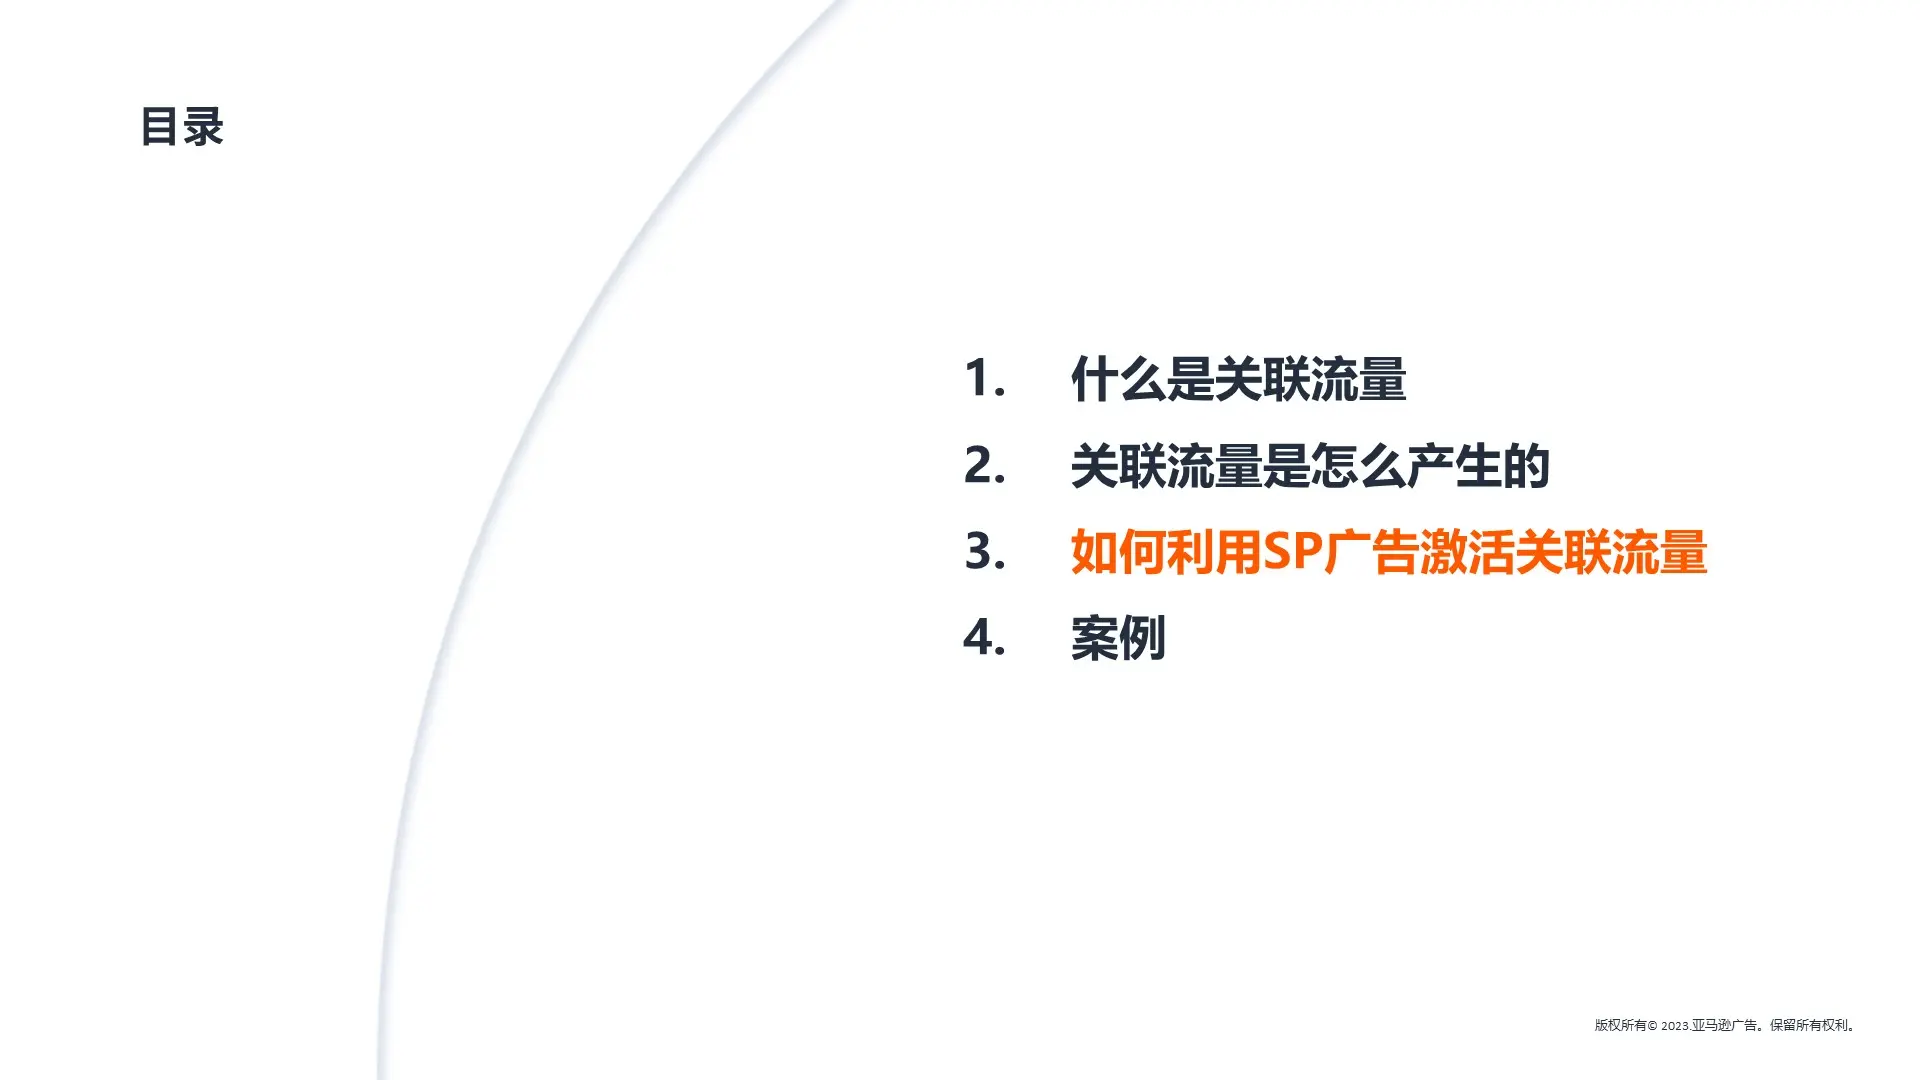 目录
1. 什么是关联流量
2. 关联流量是怎么产生的
3. 如何利用SP广告激活关联流量
4. 案例
版权所有© 2023.亚马逊广告。保留所有权利。